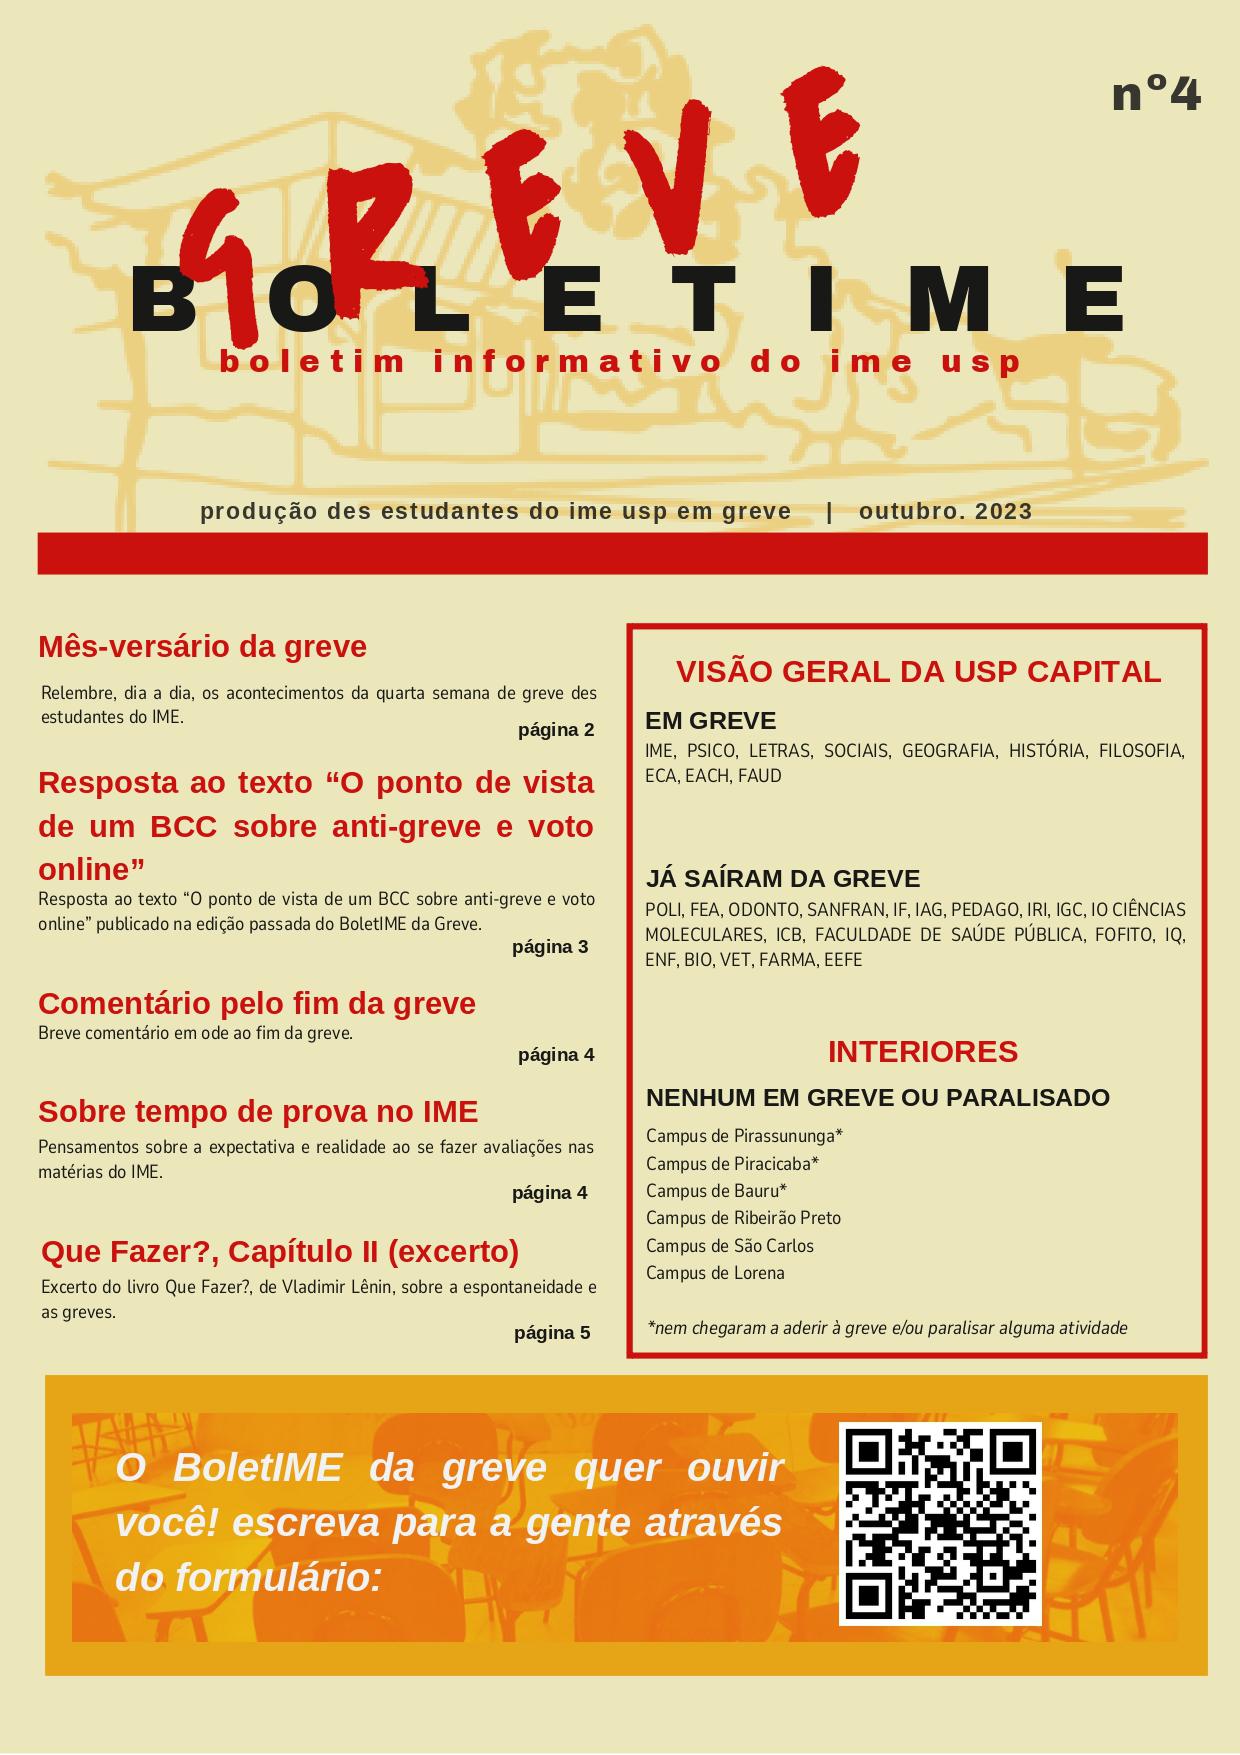 nº4
GREVE
BOLETIME
boletim informativo do ime usp
produção des estudantes do ime usp em greve | outubro. 2023
Mês-versário da greve
Relembre, dia a dia, os acontecimentos da quarta semana de greve des
estudantes do IME.
página 2
Resposta ao texto “O ponto de vista
de um BCC sobre anti-greve e voto
online”
Resposta ao texto “O ponto de vista de um BCC sobre anti-greve e voto
online” publicado na edição passada do BoletIME da Greve.
página 3
Comentário pelo fim da greve
Breve comentário em ode ao fim da greve.
página 4
Sobre tempo de prova no IME
Pensamentos sobre a expectativa e realidade ao se fazer avaliações nas
matérias do IME.
página 4
Que Fazer?, Capítulo II (excerto)
Excerto do livro Que Fazer?, de Vladimir Lênin, sobre a espontaneidade e
as greves.
página 5
VISÃO GERAL DA USP CAPITAL
EM GREVE
IME, PSICO, LETRAS, SOCIAIS, GEOGRAFIA, HISTÓRIA, FILOSOFIA,
ECA, EACH, FAUD
JÁ SAÍRAM DA GREVE
POLI, FEA, ODONTO, SANFRAN, IF, IAG, PEDAGO, IRI, IGC, IO CIÊNCIAS
MOLECULARES, ICB, FACULDADE DE SAÚDE PÚBLICA, FOFITO, IQ,
ENF, BIO, VET, FARMA, EEFE
INTERIORES
NENHUM EM GREVE OU PARALISADO
Campus de Pirassununga*
Campus de Piracicaba*
Campus de Bauru*
Campus de Ribeirão Preto
Campus de São Carlos
Campus de Lorena
*nem chegaram a aderir à greve e/ou paralisar alguma atividade
O BoletIME da greve quer ouvir
você! escreva para a gente através
do formulário: